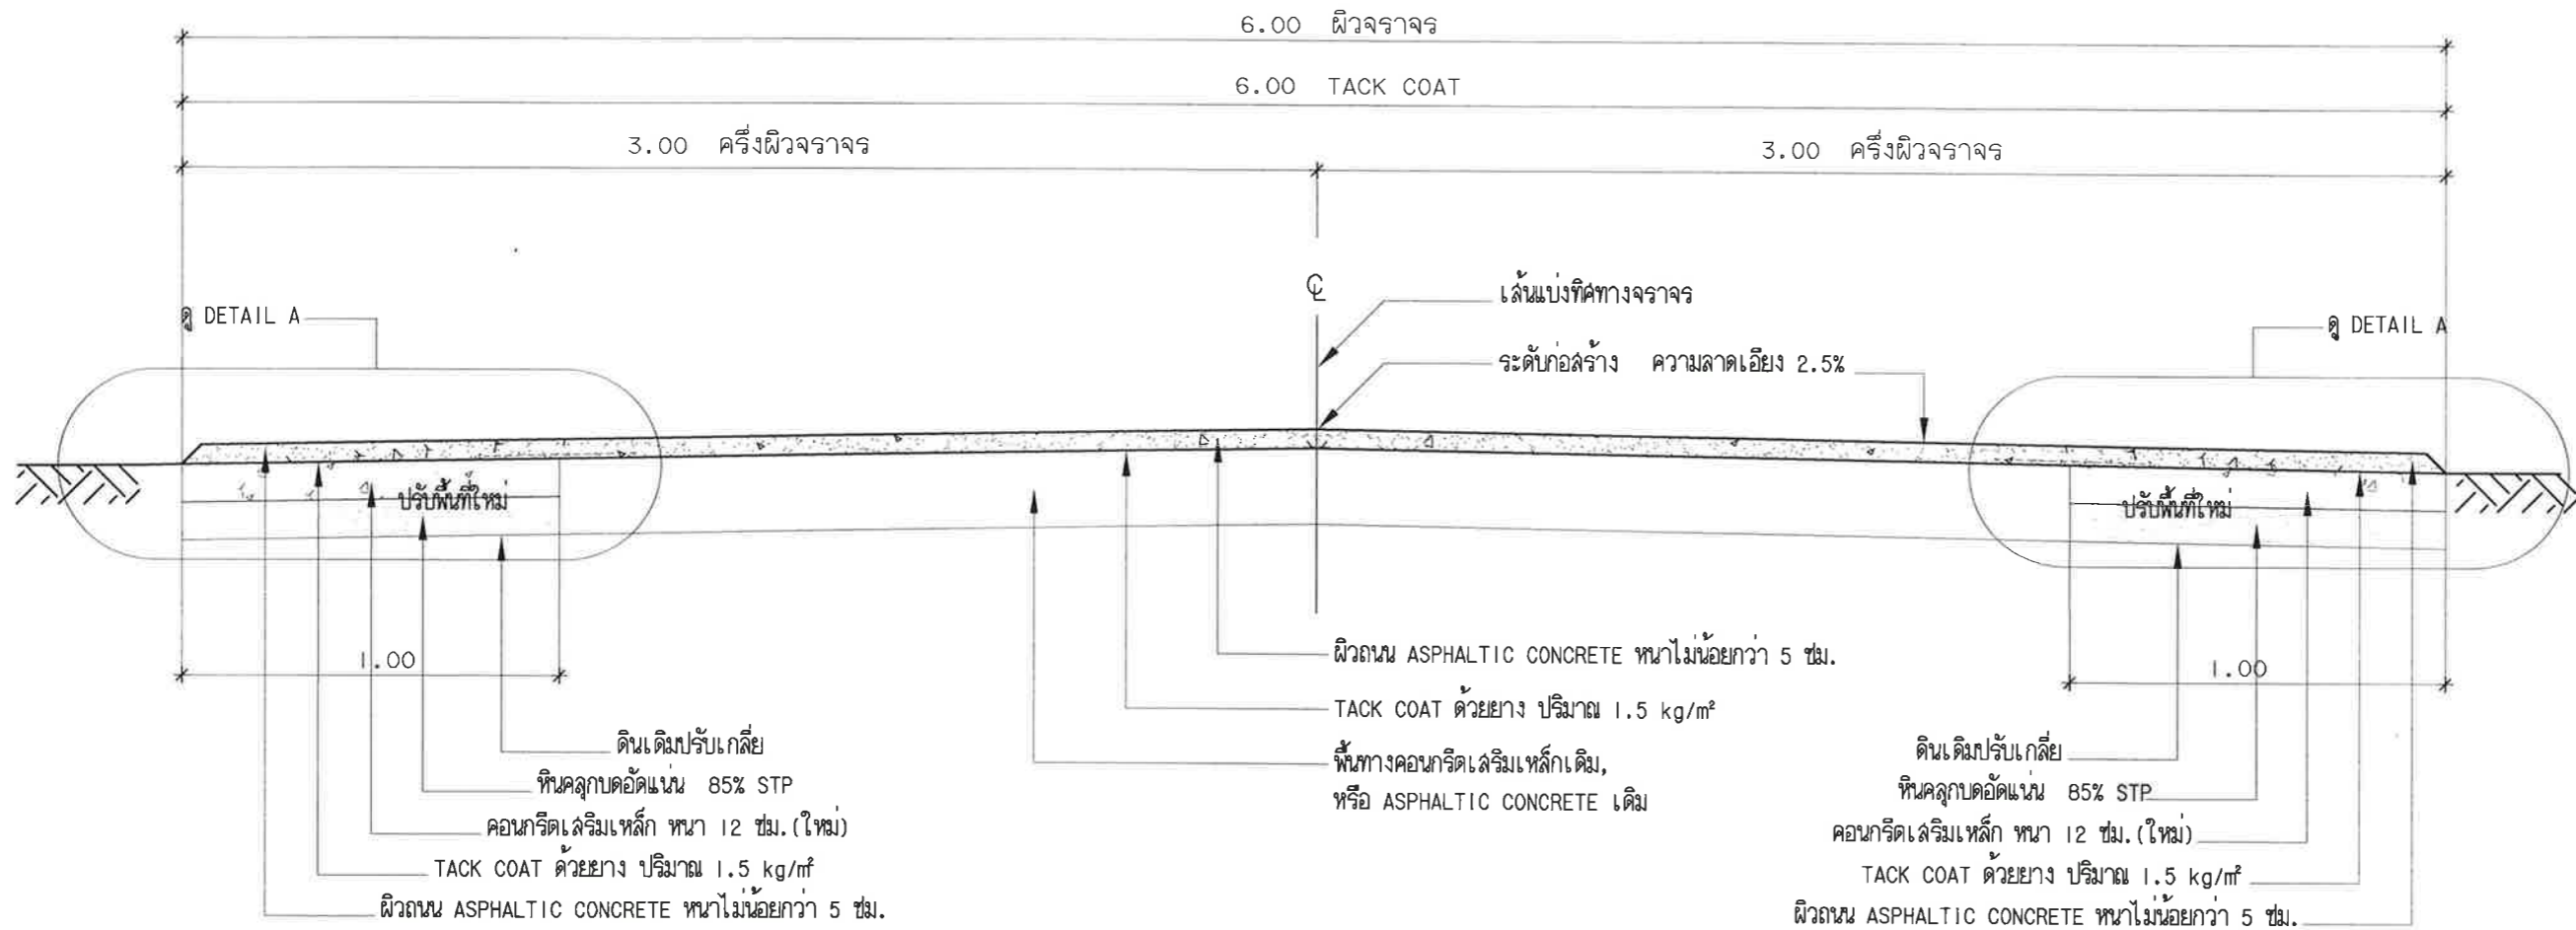 6.00 ผิวจราจร
6.00 TACK COAT
3.00 ครึ่งผิวจราจร
3.00 ครึ่งผิวจราจร
℄
เส้นแบ่งทิศทางจราจร
ดู DETAIL A
ดู DETAIL A
ระดับก่อสร้าง ความลาดเอียง 2.5%
ปรับพื้นที่ใหม่
ปรับพื้นที่ใหม่
1.00
1.00
ผิวถนน ASPHALTIC CONCRETE หนาไม่น้อยกว่า 5 ซม.
TACK COAT ด้วยยาง ปริมาณ 1.5 kg/m²
พื้นทางคอนกรีตเสริมเหล็กเดิม,
หรือ ASPHALTIC CONCRETE เดิม
ดินเดิมปรับเกลี่ย
หินคลุกบดอัดแน่น 85% STP
คอนกรีตเสริมเหล็ก หนา 12 ซม.(ใหม่)
TACK COAT ด้วยยาง ปริมาณ 1.5 kg/m²
ผิวถนน ASPHALTIC CONCRETE หนาไม่น้อยกว่า 5 ซม.
ดินเดิมปรับเกลี่ย
หินคลุกบดอัดแน่น 85% STP
คอนกรีตเสริมเหล็ก หนา 12 ซม.(ใหม่)
TACK COAT ด้วยยาง ปริมาณ 1.5 kg/m²
ผิวถนน ASPHALTIC CONCRETE หนาไม่น้อยกว่า 5 ซม.